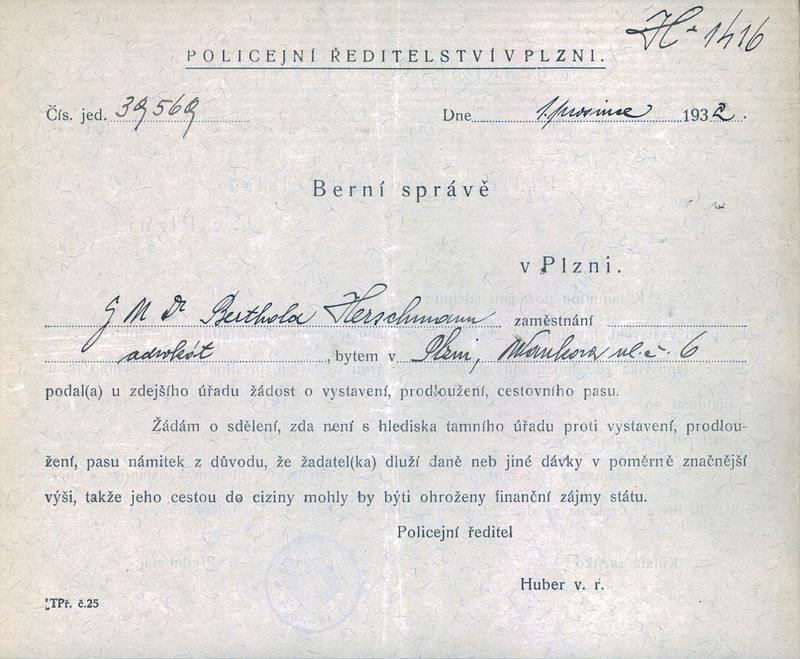 H - 1416
POLICEJNÍ ŘEDITELSTVÍ V PLZNI.
Čís. jed. 39569
Dne 1. prosince 1932.
Berní správě
v Plzni.
J M Dr Berthold Herschmann zaměstnání
advokát, bytem v Plzni, ul. č. 6
podal(a) u zdejšího úřadu žádost o vystavení, prodloužení, cestovního pasu.
Žádám o sdělení, zda není s hlediska tamního úřadu proti vystavení, prodlou-
žení, pasu námitek z důvodu, že žadatel(ka) dluží daně neb jiné dávky v poměrně značnější
výši, takže jeho cestou do ciziny mohly by býti ohroženy finanční zájmy státu.
Policejní ředitel
Huber v. ř.
TPř. č.25